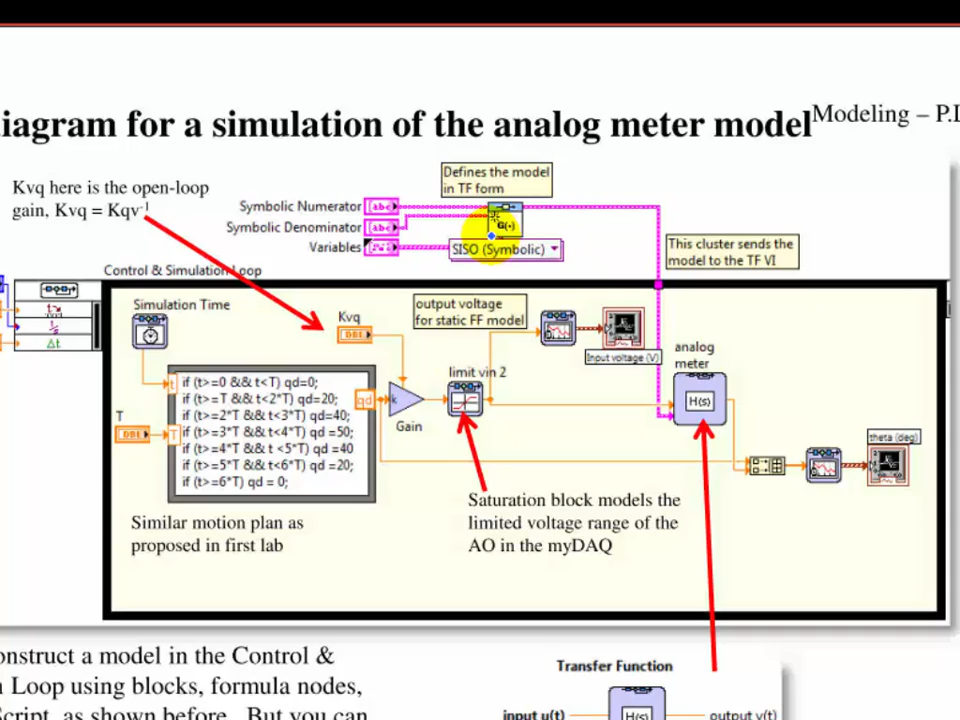 diagram for a simulation of the analog meter model
Modeling – P.I
Kvq here is the open-loop
gain, Kvq = Kqv-1
Defines the model
in TF form
Symbolic Numerator
abc
Symbolic Denominator
abc
G(·)
Variables
SISO (Symbolic)
This cluster sends the
model to the TF VI
Control & Simulation Loop
Simulation Time
Kvq
DBL
output voltage
for static FF model
Input voltage (V)
analog
meter
H(s)
Δt
limit vin 2
t
if (t>=0 && t<T) qd=0;
if (t>=T && t<2*T) qd=20;
if (t>=2*T && t<3*T) qd=40;
if (t>=3*T && t<4*T) qd =50;
if (t>=4*T && t <5*T) qd =40
if (t>=5*T && t<6*T) qd =20;
if (t>=6*T) qd = 0;
qd
k
Gain
T
DBL
T
theta (deg)
Similar motion plan as
proposed in first lab
Saturation block models the
limited voltage range of the
AO in the myDAQ
onstruct a model in the Control &
n Loop using blocks, formula nodes,
Script, as shown before. But you can
Transfer Function
input u(t)
H(s)
output y(t)